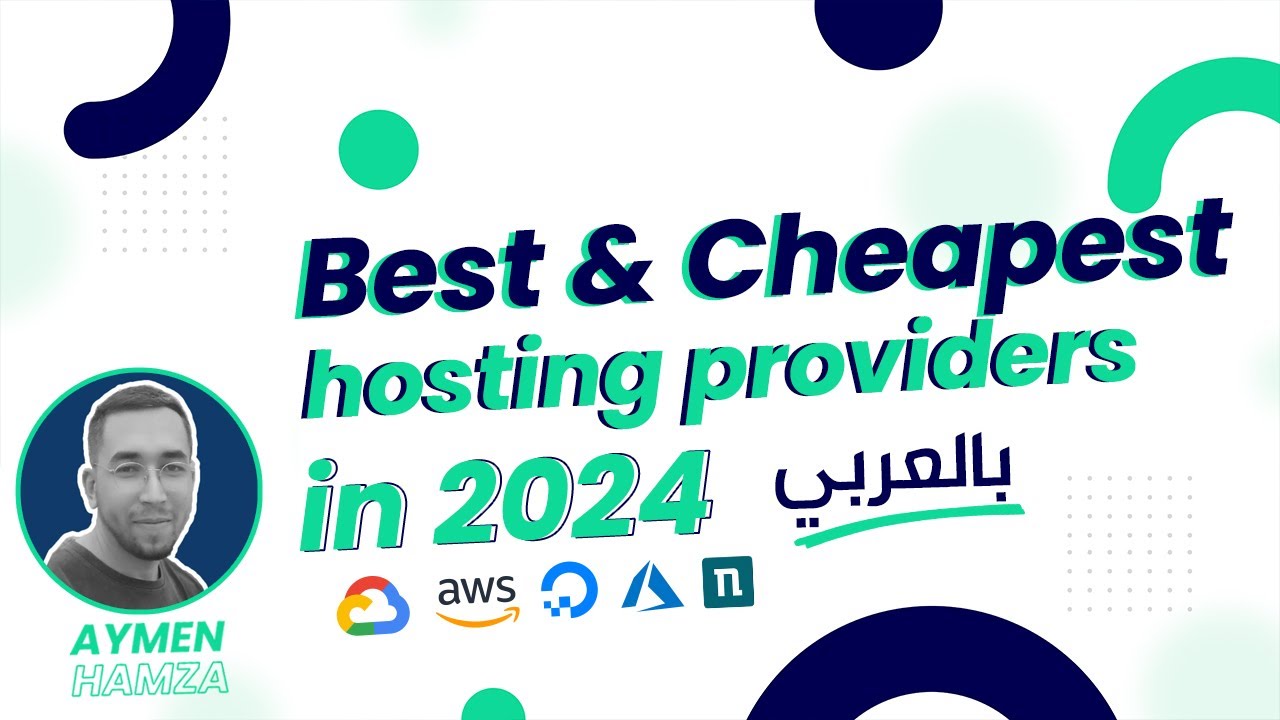 Best & Cheapest
hosting providers
in 2024 بالعربي
aws
n
AYMEN
HAMZA